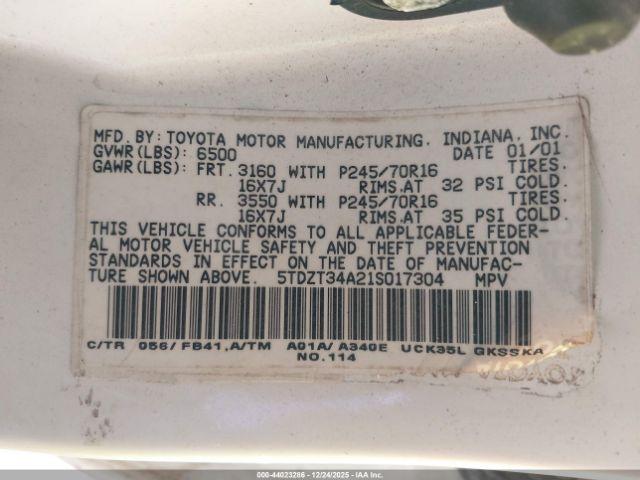 MFD. BY: TOYOTA MOTOR MANUFACTURING. INDIANA. INC.
GVWR(LBS): 6500 DATE 01/01
GAWR(LBS): FRT. 3160 WITH P245/70R16 TIRES.
16X7J RIMS.AT 32 PSI COLD.
RR. 3550 WITH P245/70R16 TIRES.
16X7J RIMS.AT 35 PSI COLD.
THIS VEHICLE CONFORMS TO ALL APPLICABLE FEDER-
AL MOTOR VEHICLE SAFETY AND THEFT PREVENTION
STANDARDS IN EFFECT ON THE DATE OF MANUFAC-
TURE SHOWN ABOVE. 5TDZT34A21S017304 MPV
C/TR 056/FB41,A/TM A01A/A340E UCK35L GKSSKA
NO.114
000-44023286 - 12/24/2025 - IAA Inc.